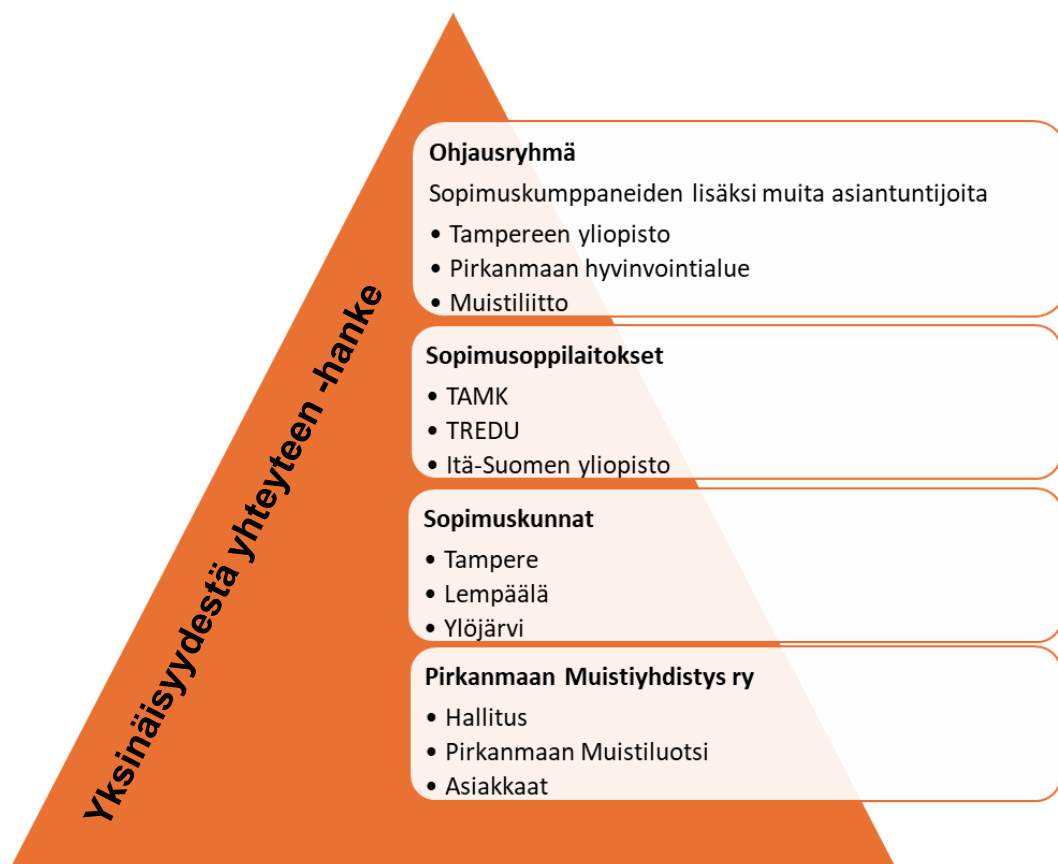 Yksinäisyydestä yhteyteen -hanke
Ohjausryhmä
Sopimuskumppaneiden lisäksi muita asiantuntijoita
• Tampereen yliopisto
• Pirkanmaan hyvinvointialue
• Muistiliitto
Sopimusoppilaitokset
• TAMK
• TREDU
• Itä-Suomen yliopisto
Sopimuskunnat
• Tampere
• Lempäälä
• Ylöjärvi
Pirkanmaan Muistiyhdistys ry
• Hallitus
• Pirkanmaan Muistiluotsi
• Asiakkaat